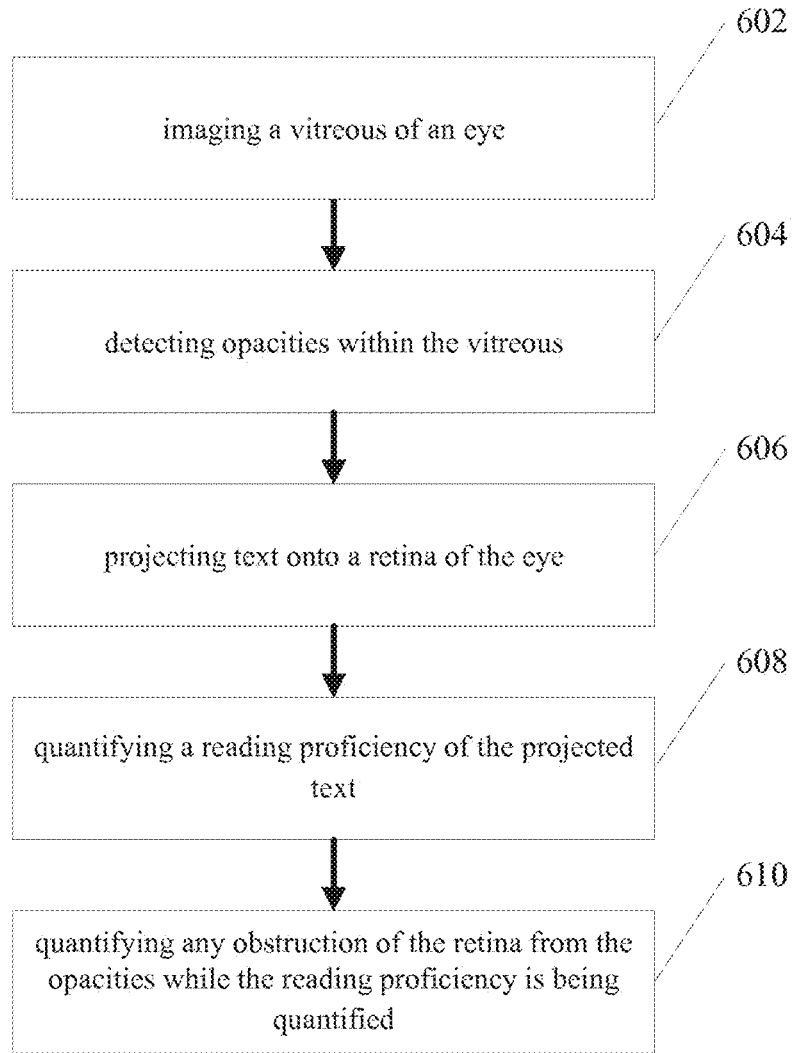 602
imaging a vitreous of an eye
604
detecting opacities within the vitreous
606
projecting text onto a retina of the eye
608
quantifying a reading proficiency of the projected
text
610
quantifying any obstruction of the retina from the
opacities while the reading proficiency is being
quantified